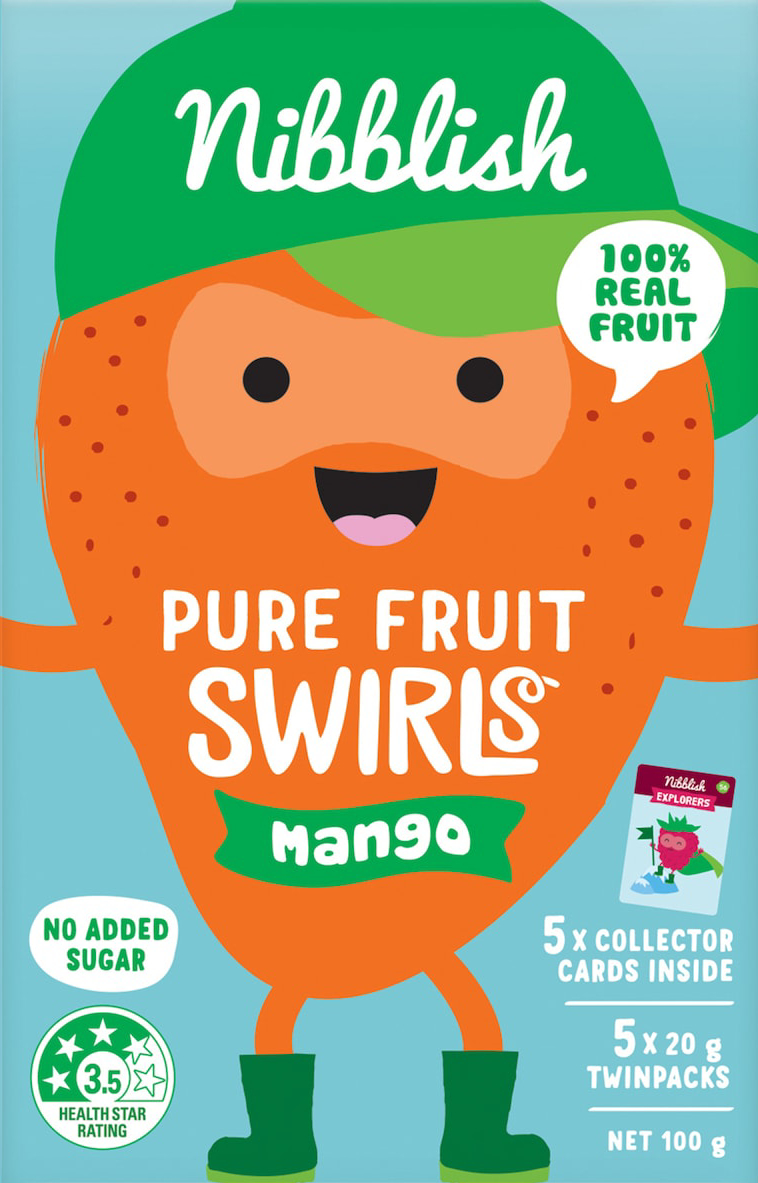 Nibblish
100%
REAL
FRUIT
PURE FRUIT
SWIRLS
Mango
Nibblish
EXPLORERS
5 x COLLECTOR
CARDS INSIDE
NO ADDED
SUGAR
5 x 20 g
TWINPACKS
3.5
HEALTH STAR
RATING
NET 100 g